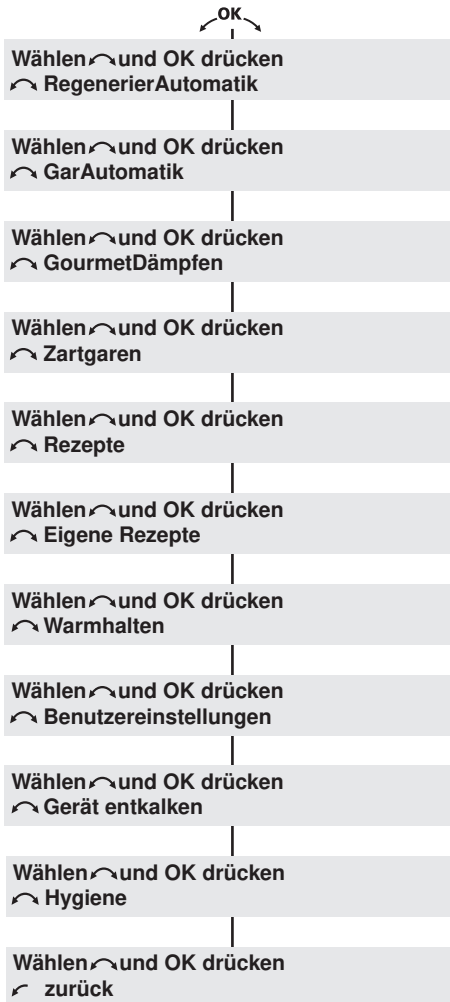 OK
Wählen und OK drücken
RegenerierAutomatik
Wählen und OK drücken
GarAutomatik
Wählen und OK drücken
GourmetDämpfen
Wählen und OK drücken
Zartgaren
Wählen und OK drücken
Rezepte
Wählen und OK drücken
Eigene Rezepte
Wählen und OK drücken
Warmhalten
Wählen und OK drücken
Benutzereinstellungen
Wählen und OK drücken
Gerät entkalken
Wählen und OK drücken
Hygiene
Wählen und OK drücken
zurück